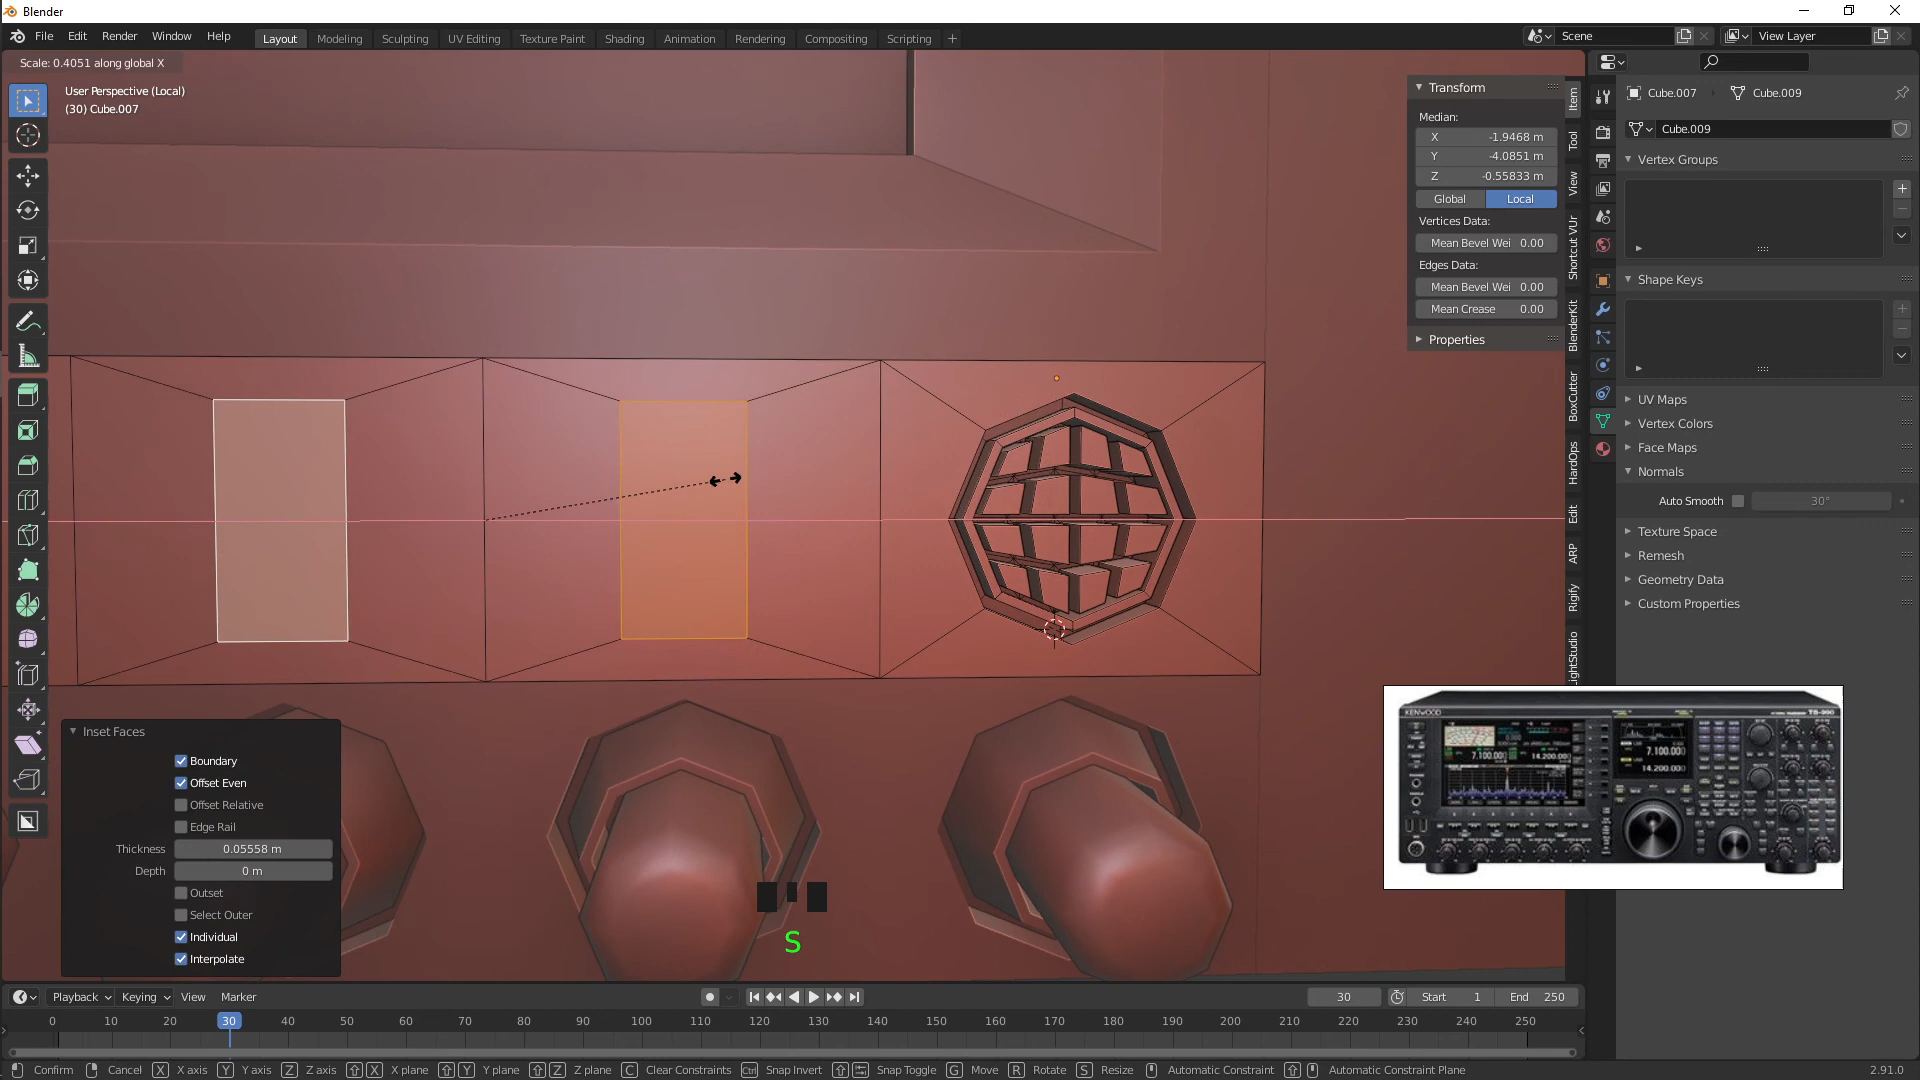 Blender
File Edit Render Window Help
Layout Modeling Sculpting UV Editing Texture Paint Shading Animation Rendering Compositing Scripting +
Scene
View Layer
Scale: 0.4051 along global X
User Perspective (Local)
(30) Cube.007
Transform
Median:
X -1.9468 m
Y -4.0851 m
Z -0.55833 m
Global Local
Vertices Data:
Mean Bevel Wei 0.00
Edges Data:
Mean Bevel Wei 0.00
Mean Crease 0.00
Properties
Item
Tool
View
Shortcut VUr
BlenderKit
BoxCutter
HardOps
Edit
ARP
Rigify
LightStudio
Cube.007 Cube.009
Cube.009
Vertex Groups
Shape Keys
UV Maps
Vertex Colors
Face Maps
Normals
Auto Smooth 30°
Texture Space
Remesh
Geometry Data
Custom Properties
Inset Faces
Boundary
Offset Even
Offset Relative
Edge Rail
Thickness 0.05558 m
Depth 0 m
Outset
Select Outer
Individual
Interpolate
S
KENWOOD
TS-990
7.100.000
14.200.000
7.100.000
14.200.000
Playback Keying View Marker
30 Start 1 End 250
0 10 20 30 40 50 60 70 80 90 100 110 120 130 140 150 160 170 180 190 200 210 220 230 240 250
Confirm Cancel X X axis Y Y axis Z Z axis X X plane Y Y plane Z Z plane C Clear Constraints Ctrl Snap Invert Snap Toggle G Move R Rotate S Resize Automatic Constraint Automatic Constraint Plane 2.91.0